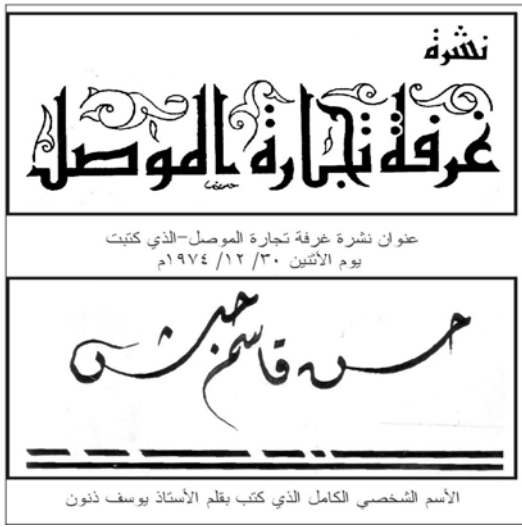 نشرة
غرفة تجارة الموصل
عنوان نشرة غرفة تجارة الموصل-الذي كتبت
يوم الأثنين ٣٠/ ١٢/ ١٩٧٤م
حسن قاسم حبش
الأسم الشخصي الكامل الذي كتب بقلم الأستاذ يوسف ذنون